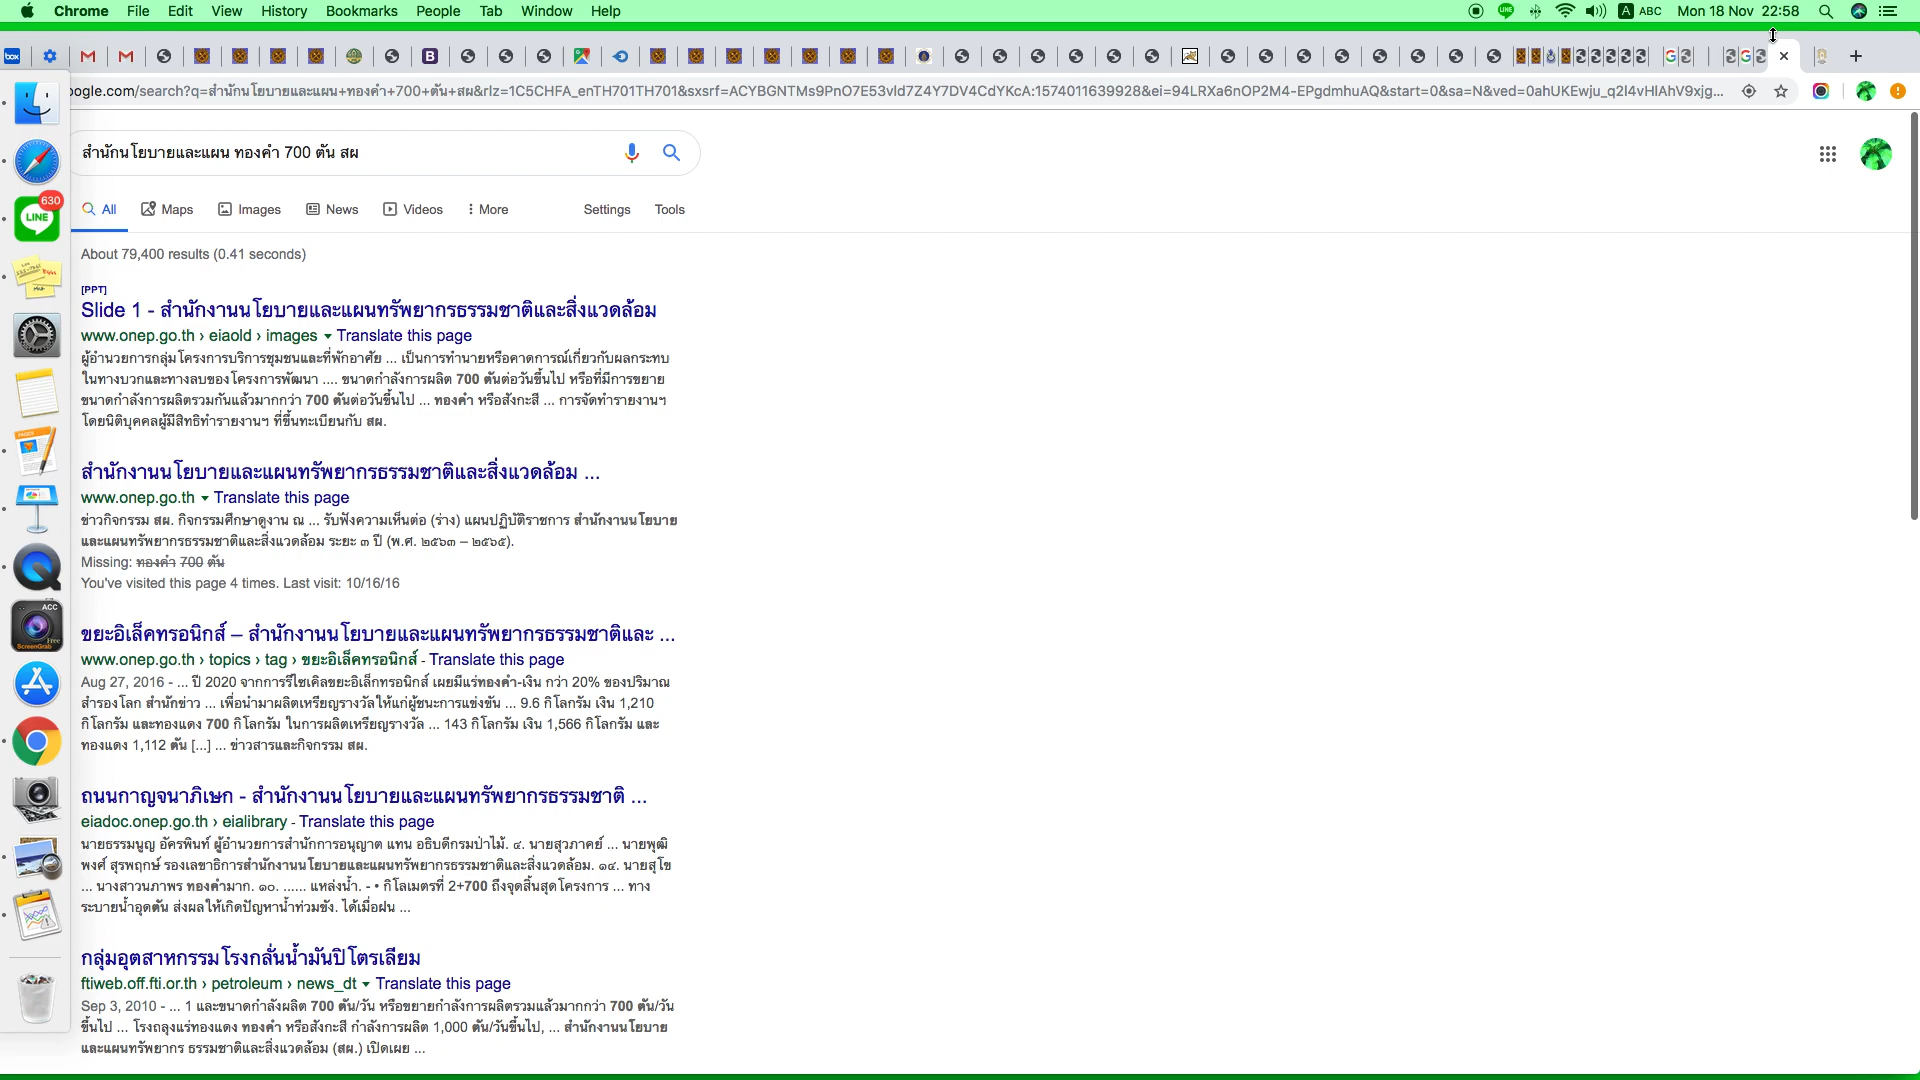 Chrome File Edit View History Bookmarks People Tab Window Help
LINE A ABC Mon 18 Nov 22:58
box
oogle.com/search?q=สำนักนโยบายและแผน+ทองคำ+700+ตัน+สผ&rlz=1C5CHFA_enTH701TH701&sxsrf=ACYBGNTMs9PnO7E53vld7Z4Y7DV4CdYKcA:1574011639928&ei=94LRXa6nOP2M4-EPgdmhuAQ&start=0&sa=N&ved=0ahUKEwju_q2l4vHlAhV9xjg...
สำนักนโยบายและแผน ทองคำ 700 ตัน สผ
630
LINE
All Maps Images News Videos More Settings Tools
About 79,400 results (0.41 seconds)
[PPT]
Slide 1 - สำนักงานนโยบายและแผนทรัพยากรธรรมชาติและสิ่งแวดล้อม
www.onep.go.th › eiaold › images Translate this page
ผู้อำนวยการกลุ่มโครงการบริการชุมชนและที่พักอาศัย ... เป็นการทำนายหรือคาดการณ์เกี่ยวกับผลกระทบ
ในทางบวกและทางลบของโครงการพัฒนา .... ขนาดกำลังการผลิต 700 ตันต่อวันขึ้นไป หรือที่มีการขยาย
ขนาดกำลังการผลิตรวมกันแล้วมากกว่า 700 ตันต่อวันขึ้นไป ... ทองคำ หรือสังกะสี ... การจัดทำรายงานฯ
โดยนิติบุคคลผู้มีสิทธิทำรายงานฯ ที่ขึ้นทะเบียนกับ สผ.
สำนักงานนโยบายและแผนทรัพยากรธรรมชาติและสิ่งแวดล้อม ...
www.onep.go.th Translate this page
ข่าวกิจกรรม สผ. กิจกรรมศึกษาดูงาน ณ ... รับฟังความเห็นต่อ (ร่าง) แผนปฏิบัติราชการ สำนักงานนโยบาย
และแผนทรัพยากรธรรมชาติและสิ่งแวดล้อม ระยะ ๓ ปี (พ.ศ. ๒๕๖๓ – ๒๕๖๕).
Missing: ทองคำ 700 ตัน
You've visited this page 4 times. Last visit: 10/16/16
ขยะอิเล็คทรอนิกส์ – สำนักงานนโยบายและแผนทรัพยากรธรรมชาติและ ...
www.onep.go.th › topics › tag › ขยะอิเล็คทรอนิกส์ - Translate this page
Aug 27, 2016 - ... ปี 2020 จากการรีไซเคิลขยะอิเล็กทรอนิกส์ เผยมีแร่ทองคำ-เงิน กว่า 20% ของปริมาณ
สำรองโลก สำนักข่าว ... เพื่อนำมาผลิตเหรียญรางวัลให้แก่ผู้ชนะการแข่งขัน ... 9.6 กิโลกรัม เงิน 1,210
กิโลกรัม และทองแดง 700 กิโลกรัม ในการผลิตเหรียญรางวัล ... 143 กิโลกรัม เงิน 1,566 กิโลกรัม และ
ทองแดง 1,112 ตัน [...] ... ข่าวสารและกิจกรรม สผ.
ถนนกาญจนาภิเษก - สำนักงานนโยบายและแผนทรัพยากรธรรมชาติ ...
eiadoc.onep.go.th › eialibrary - Translate this page
นายธรรมนูญ อัครพินท์ ผู้อำนวยการสำนักการอนุญาต แทน อธิบดีกรมป่าไม้. ๔. นายสุวภาคย์ ... นายพุฒิ
พงศ์ สุรพฤกษ์ รองเลขาธิการสำนักงานนโยบายและแผนทรัพยากรธรรมชาติและสิ่งแวดล้อม. ๑๔. นายสุโข
... นางสาวนภาพร ทองคำมาก. ๑๐. ...... แหล่งน้ำ. - • กิโลเมตรที่ 2+700 ถึงจุดสิ้นสุดโครงการ ... ทาง
ระบายน้ำอุดตัน ส่งผลให้เกิดปัญหาน้ำท่วมขัง. ได้เมื่อฝน ...
กลุ่มอุตสาหกรรมโรงกลั่นน้ำมันปิโตรเลียม
ftiweb.off.fti.or.th › petroleum › news_dt Translate this page
Sep 3, 2010 - ... 1 และขนาดกำลังผลิต 700 ตัน/วัน หรือขยายกำลังการผลิตรวมแล้วมากกว่า 700 ตัน/วัน
ขึ้นไป ... โรงถลุงแร่ทองแดง ทองคำ หรือสังกะสี กำลังการผลิต 1,000 ตัน/วันขึ้นไป, ... สำนักงานนโยบาย
และแผนทรัพยากร ธรรมชาติและสิ่งแวดล้อม (สผ.) เปิดเผย ...